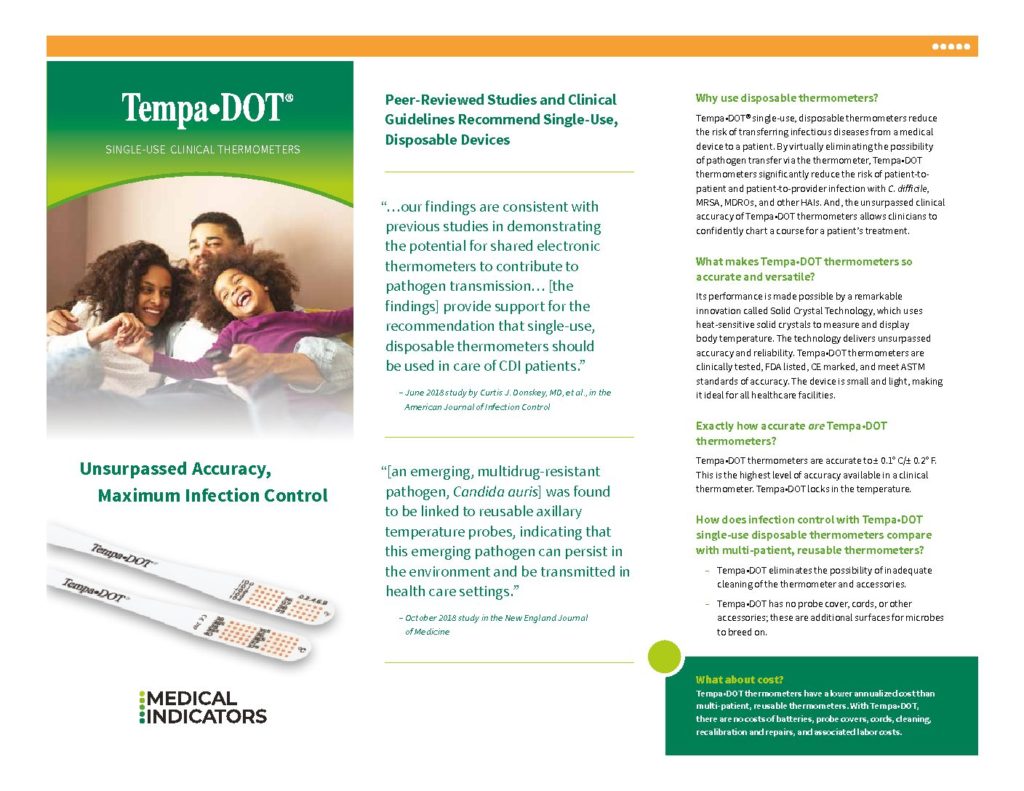 Tempa•DOT®
SINGLE-USE CLINICAL THERMOMETERS
Unsurpassed Accuracy,
Maximum Infection Control
Tempa•DOT™
Tempa•DOT™
MEDICAL
INDICATORS
Peer-Reviewed Studies and Clinical
Guidelines Recommend Single-Use,
Disposable Devices
“…our findings are consistent with
previous studies in demonstrating
the potential for shared electronic
thermometers to contribute to
pathogen transmission… [the
findings] provide support for the
recommendation that single-use,
disposable thermometers should
be used in care of CDI patients.”
– June 2018 study by Curtis J. Donskey, MD, et al., in the
American Journal of Infection Control
“[an emerging, multidrug-resistant
pathogen, Candida auris] was found
to be linked to reusable axillary
temperature probes, indicating that
this emerging pathogen can persist in
the environment and be transmitted in
health care settings.”
– October 2018 study in the New England Journal
of Medicine
Why use disposable thermometers?
Tempa•DOT® single-use, disposable thermometers reduce
the risk of transferring infectious diseases from a medical
device to a patient. By virtually eliminating the possibility
of pathogen transfer via the thermometer, Tempa•DOT
thermometers significantly reduce the risk of patient-to-
patient and patient-to-provider infection with C. difficile,
MRSA, MDROs, and other HAIs. And, the unsurpassed clinical
accuracy of Tempa•DOT thermometers allows clinicians to
confidently chart a course for a patient’s treatment.
What makes Tempa•DOT thermometers so
accurate and versatile?
Its performance is made possible by a remarkable
innovation called Solid Crystal Technology, which uses
heat-sensitive solid crystals to measure and display
body temperature. The technology delivers unsurpassed
accuracy and reliability. Tempa•DOT thermometers are
clinically tested, FDA listed, CE marked, and meet ASTM
standards of accuracy. The device is small and light, making
it ideal for all healthcare facilities.
Exactly how accurate are Tempa•DOT
thermometers?
Tempa•DOT thermometers are accurate to ± 0.1° C/± 0.2° F.
This is the highest level of accuracy available in a clinical
thermometer. Tempa•DOT locks in the temperature.
How does infection control with Tempa•DOT
single-use disposable thermometers compare
with multi-patient, reusable thermometers?
– Tempa•DOT eliminates the possibility of inadequate
cleaning of the thermometer and accessories.
– Tempa•DOT has no probe cover, cords, or other
accessories; these are additional surfaces for microbes
to breed on.
What about cost?
Tempa•DOT thermometers have a lower annualized cost than
multi-patient, reusable thermometers. With Tempa•DOT,
there are no costs of batteries, probe covers, cords, cleaning,
recalibration and repairs, and associated labor costs.